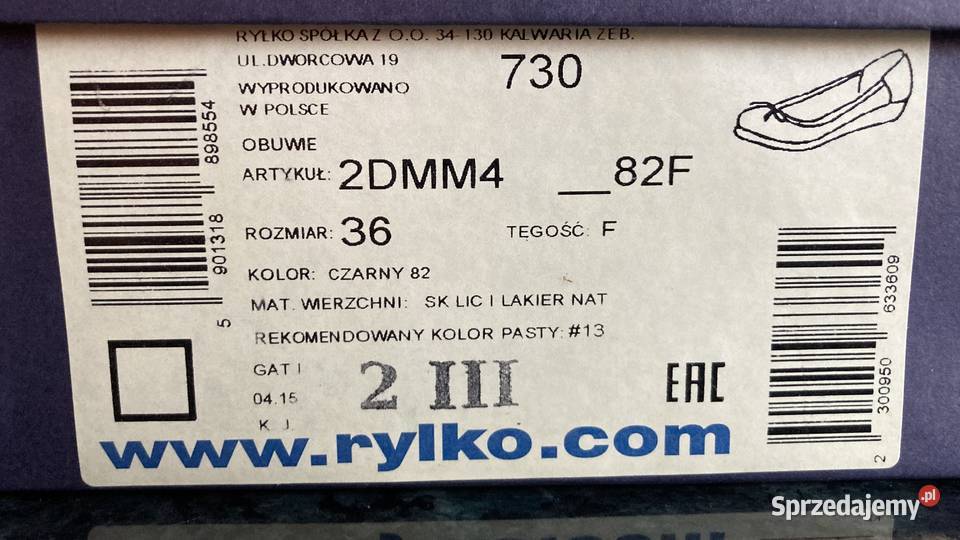 RYŁKO SPÓŁKA Z O.O. 34-130 KALWARIA ZEB.
UL.DWORCOWA 19
730
WYPRODUKOWANO
W POLSCE
OBUWIE
ARTYKUŁ: 2DMM4 __82F
ROZMIAR: 36 TĘGOŚĆ: F
KOLOR: CZARNY 82
MAT. WIERZCHNI: SK LIC I LAKIER NAT
REKOMENDOWANY KOLOR PASTY: #13
GAT I
2 III
04.15
K. J.
EAC
www.rylko.com
5 901318 898554
2 300950 633609
Sprzedajemy.pl